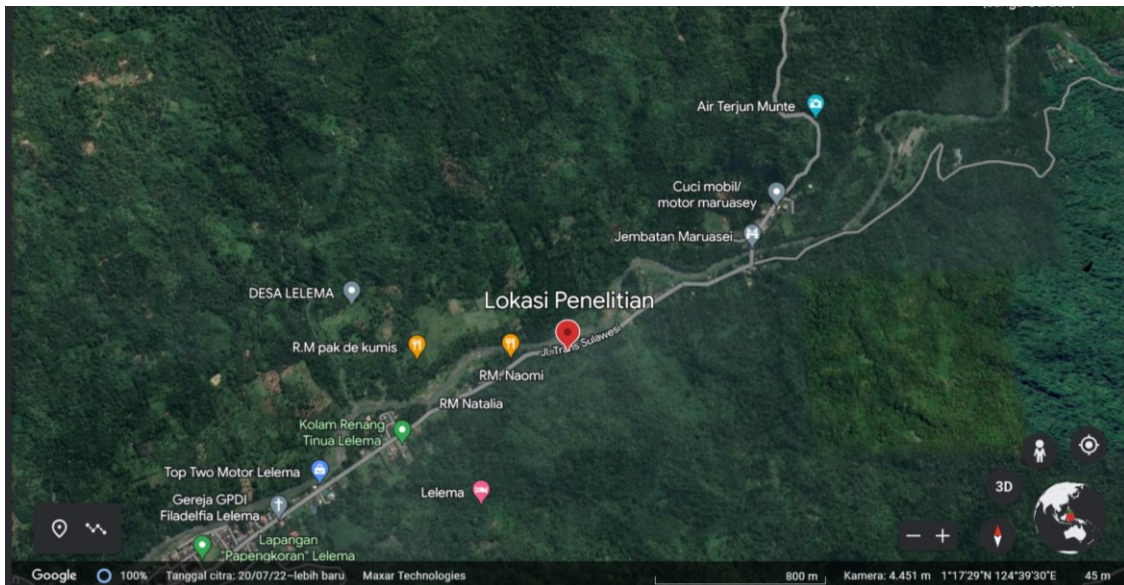 Air Terjun Munte
Cuci mobil/
motor maruasey
Jembatan Maruasei
DESA LELEMA
Lokasi Penelitian
R.M pak de kumis
Jl. Trans Sulawesi
RM. Naomi
RM Natalia
Kolam Renang
Tinua Lelema
Top Two Motor Lelema
Lelema
Gereja GPDI
Filadelfia Lelema
Lapangan
"Papengkoran" Lelema
3D
Google
100%
Tanggal citra: 20/07/22–lebih baru
Maxar Technologies
800 m
Kamera: 4.451 m
1°17'29"N 124°39'30"E
45 m